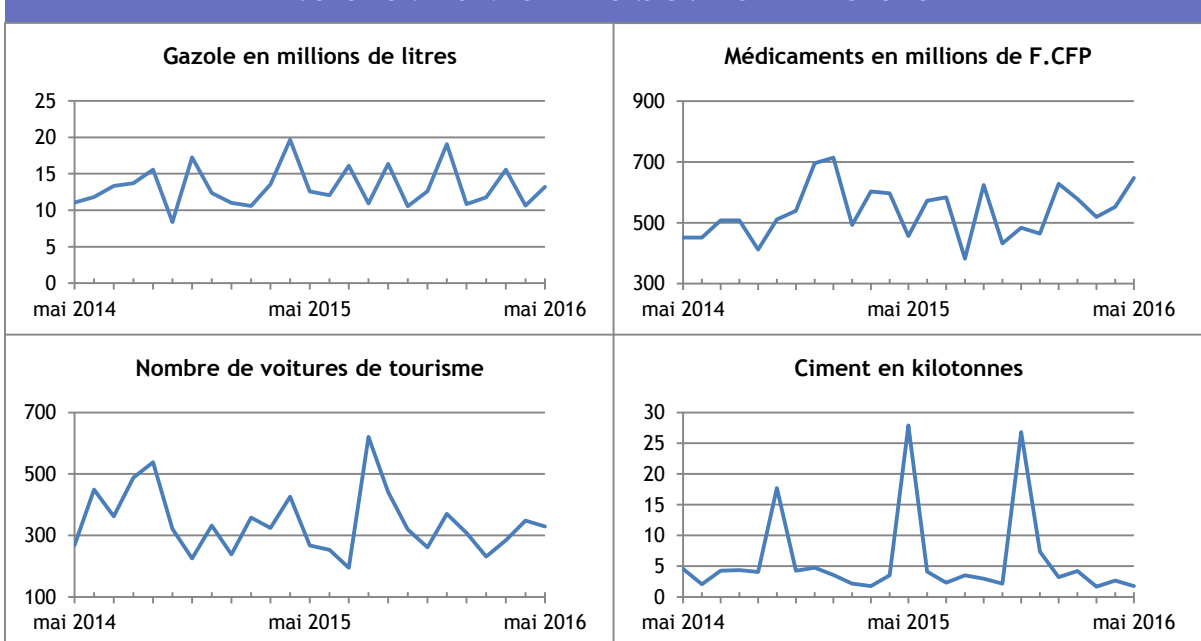 Gazole en millions de litres
25
20
15
10
5
0
mai 2014 mai 2015 mai 2016
Médicaments en millions de F.CFP
900
700
500
300
mai 2014 mai 2015 mai 2016
Nombre de voitures de tourisme
700
500
300
100
mai 2014 mai 2015 mai 2016
Ciment en kilotonnes
30
25
20
15
10
5
0
mai 2014 mai 2015 mai 2016